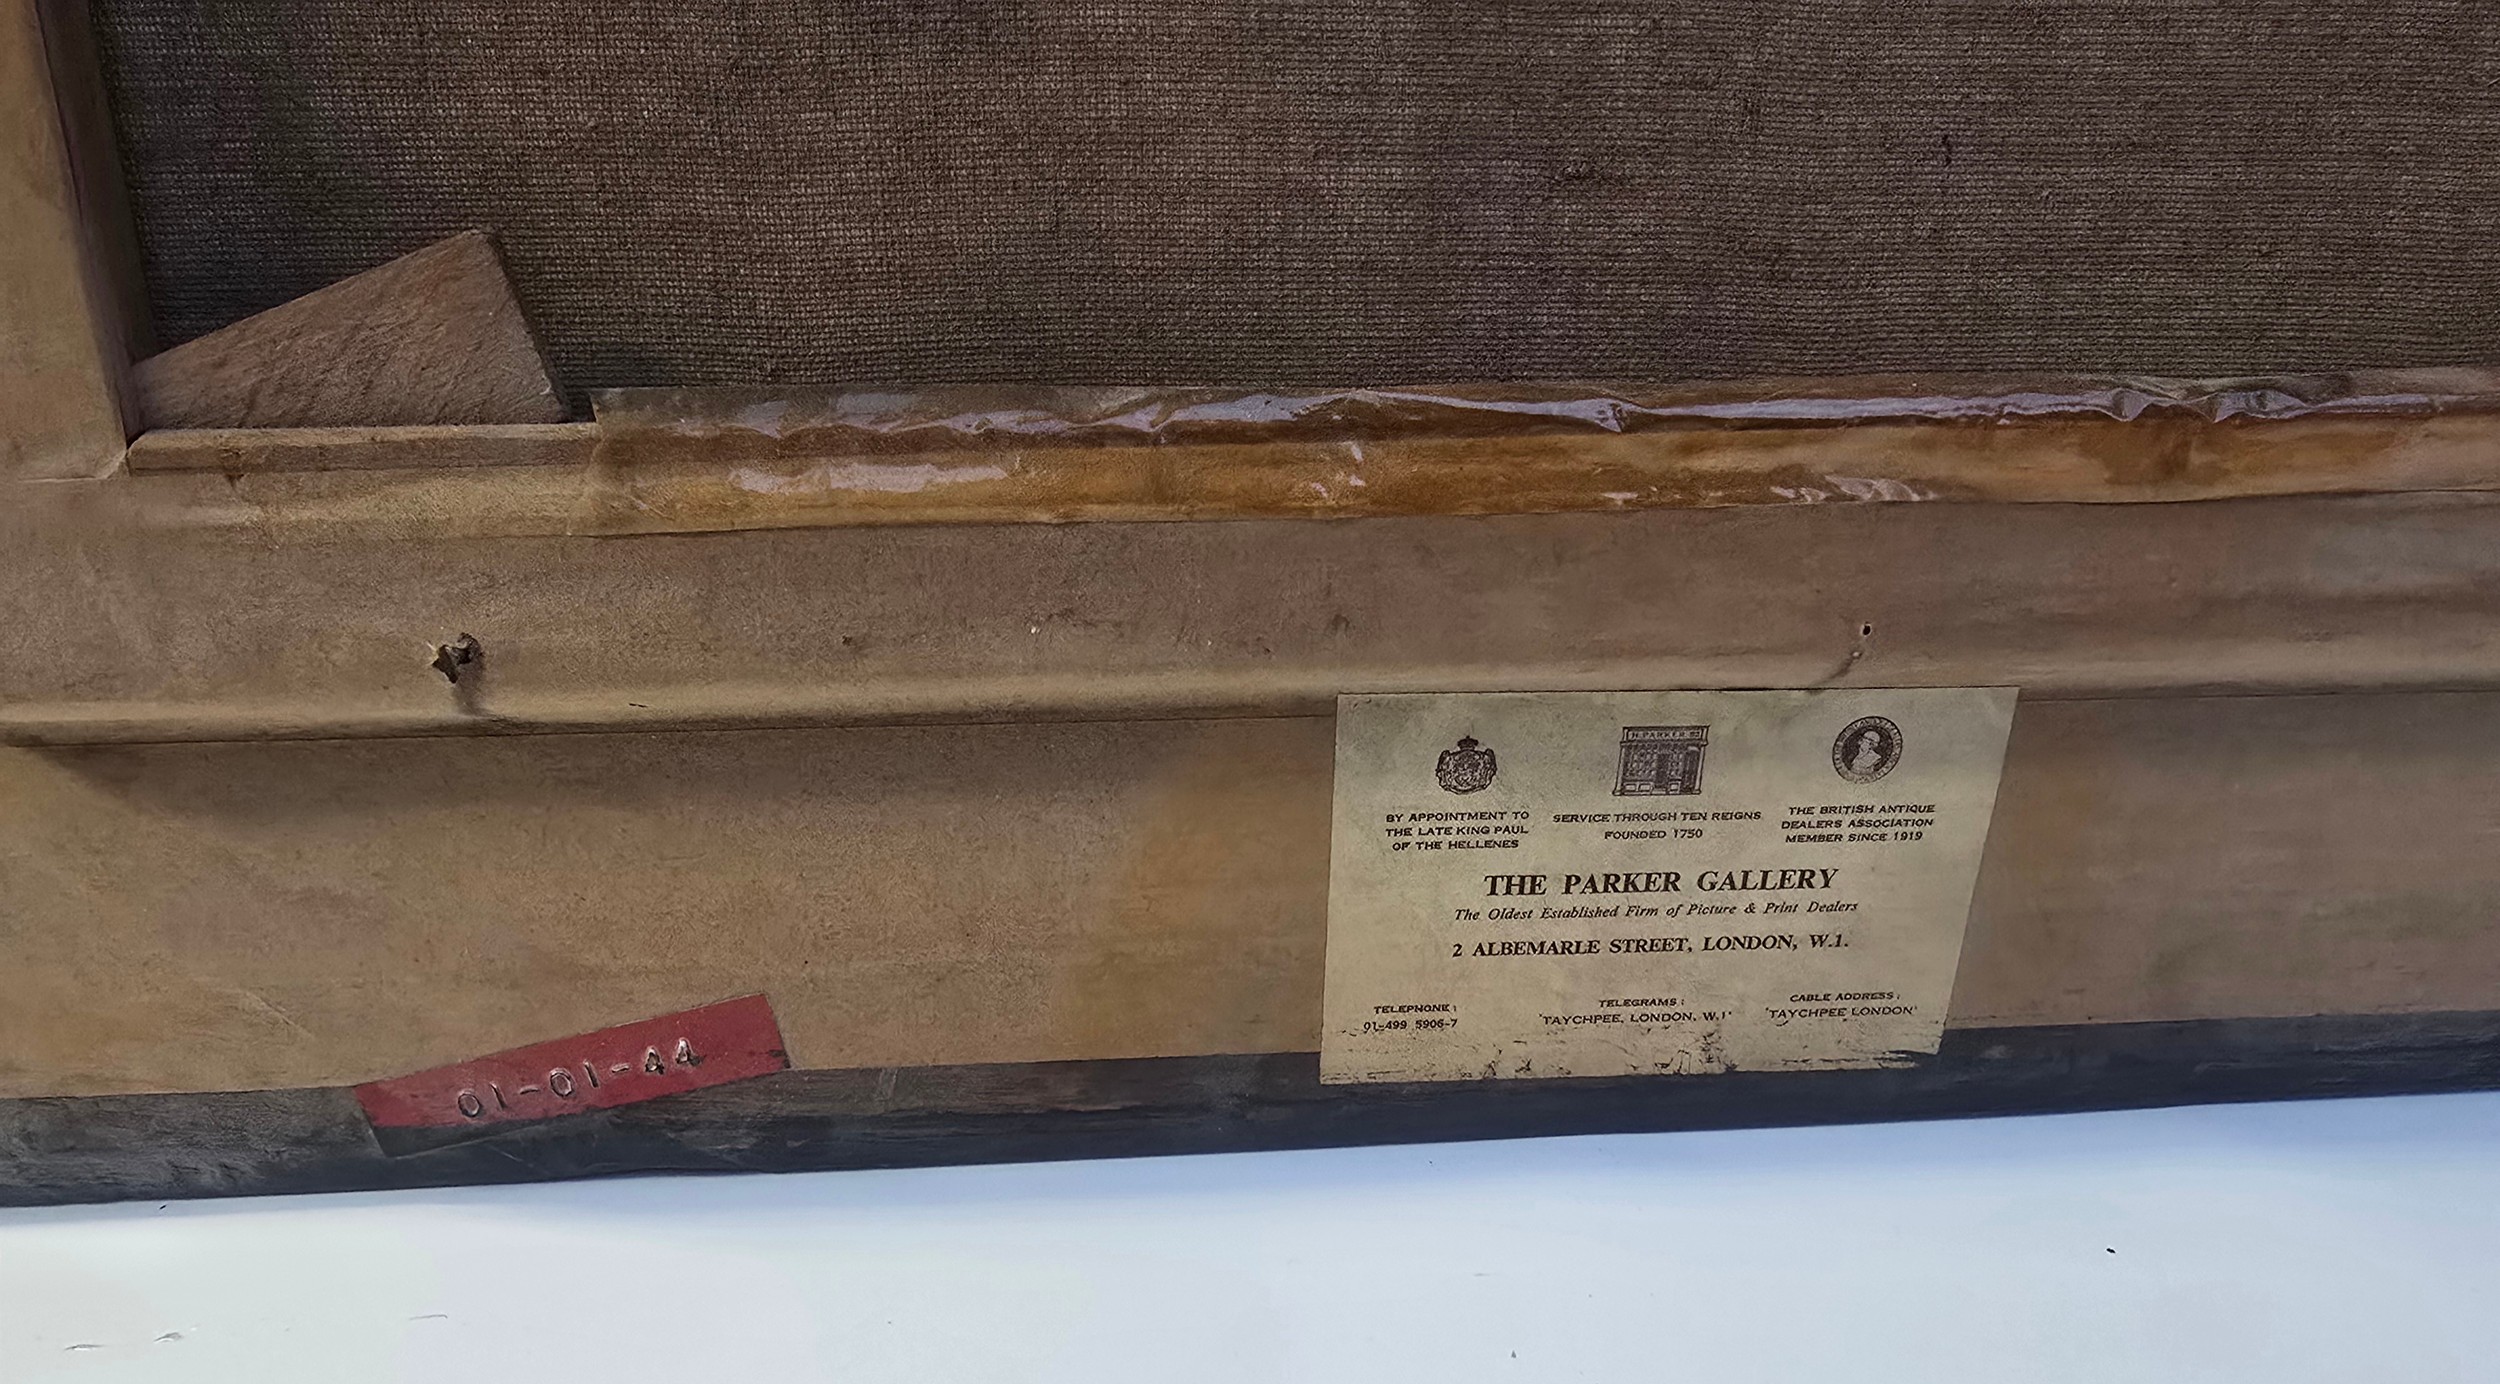 H. PARKER
BY APPOINTMENT TO
THE LATE KING PAUL
OF THE HELLENES
SERVICE THROUGH TEN REIGNS
FOUNDED 1750
THE BRITISH ANTIQUE
DEALERS ASSOCIATION
MEMBER SINCE 1919
THE PARKER GALLERY
The Oldest Established Firm of Picture & Print Dealers
2 ALBEMARLE STREET, LONDON, W.1.
TELEPHONE:
01-499 5906-7
TELEGRAMS:
'TAYCHPEE, LONDON, W.1'
CABLE ADDRESS:
'TAYCHPEE LONDON'
01-01-44